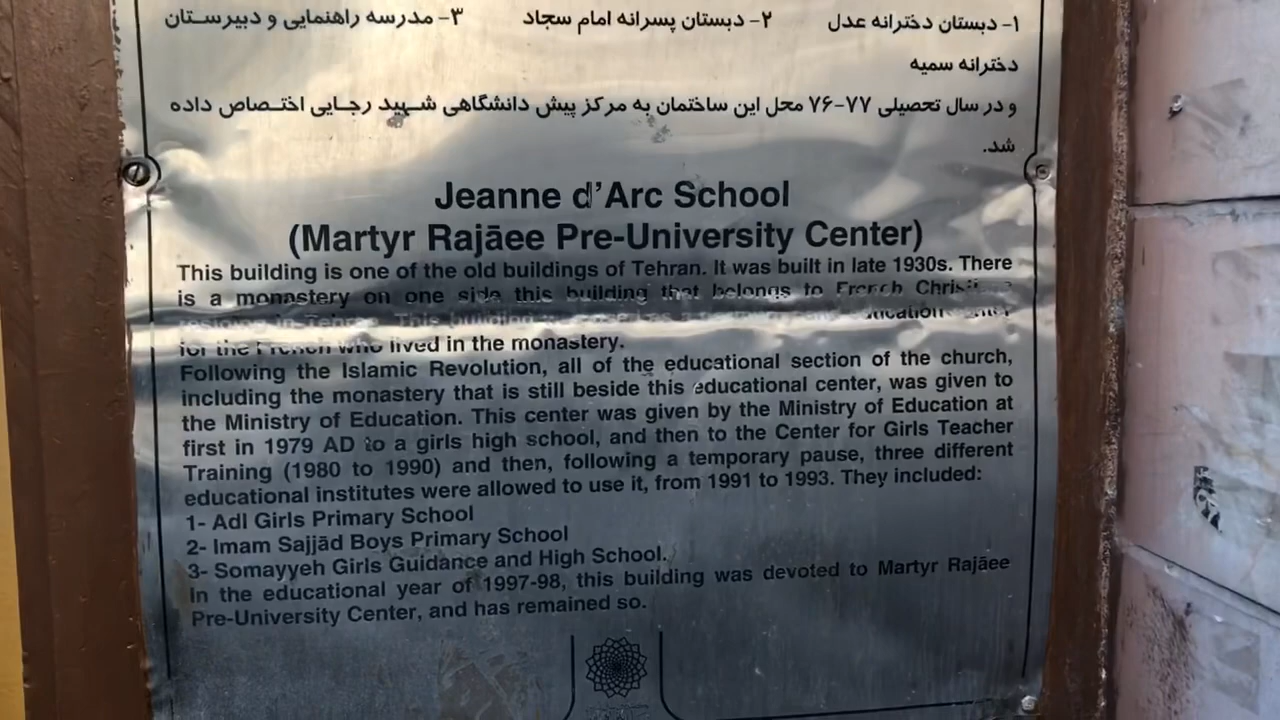 ۱- دبستان دخترانه عدل ۲- دبستان پسرانه امام سجاد ۳- مدرسه راهنمایی و دبیرستان
دخترانه سمیه
و در سال تحصیلی ۷۷-۷۶ محل این ساختمان به مرکز پیش دانشگاهی شهید رجایی اختصاص داده
شد.
Jeanne d'Arc School
(Martyr Rajāee Pre-University Center)
This building is one of the old buildings of Tehran. It was built in late 1930s. There
is a monastery on one side this building that belongs to French
in Tehran. This building
for the French who lived in the monastery.
Following the Islamic Revolution, all of the educational section of the church,
including the monastery that is still beside this educational center, was given to
the Ministry of Education. This center was given by the Ministry of Education at
first in 1979 AD to a girls high school, and then to the Center for Girls Teacher
Training (1980 to 1990) and then, following a temporary pause, three different
educational institutes were allowed to use it, from 1991 to 1993. They included:
1- Adl Girls Primary School
2- Imam Sajjād Boys Primary School
3- Somayyeh Girls Guidance and High School.
In the educational year of 1997-98, this building was devoted to Martyr Rajāee
Pre-University Center, and has remained so.